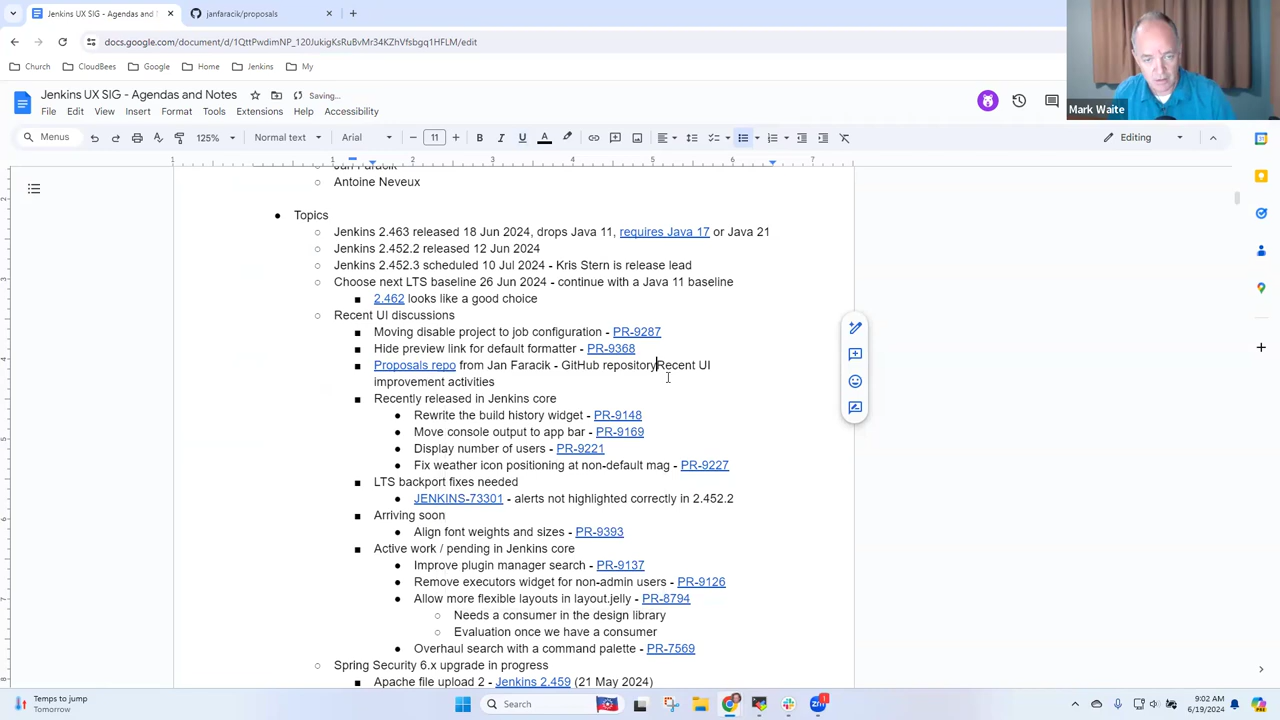 Jenkins UX SIG - Agendas and N
janfaracik/proposals
docs.google.com/document/d/1QttPwdimNP_120JukigKsRuBvMr34KZhVfsbgq1HFLM/edit
Church
CloudBees
Google
Home
Jenkins
My
Jenkins UX SIG - Agendas and Notes
Saving...
File Edit View Insert Format Tools Extensions Help Accessibility
Mark Waite
Menus
125%
Normal text
Arial
11
Editing
1 1 2 3 4 5 6 7
Jan Faracik
Antoine Neveux
Topics
Jenkins 2.463 released 18 Jun 2024, drops Java 11, requires Java 17 or Java 21
Jenkins 2.452.2 released 12 Jun 2024
Jenkins 2.452.3 scheduled 10 Jul 2024 - Kris Stern is release lead
Choose next LTS baseline 26 Jun 2024 - continue with a Java 11 baseline
2.462 looks like a good choice
Recent UI discussions
Moving disable project to job configuration - PR-9287
Hide preview link for default formatter - PR-9368
Proposals repo from Jan Faracik - GitHub repositoryRecent UI
improvement activities
Recently released in Jenkins core
Rewrite the build history widget - PR-9148
Move console output to app bar - PR-9169
Display number of users - PR-9221
Fix weather icon positioning at non-default mag - PR-9227
LTS backport fixes needed
JENKINS-73301 - alerts not highlighted correctly in 2.452.2
Arriving soon
Align font weights and sizes - PR-9393
Active work / pending in Jenkins core
Improve plugin manager search - PR-9137
Remove executors widget for non-admin users - PR-9126
Allow more flexible layouts in layout.jelly - PR-8794
Needs a consumer in the design library
Evaluation once we have a consumer
Overhaul search with a command palette - PR-7569
Spring Security 6.x upgrade in progress
Apache file upload 2 - Jenkins 2.459 (21 May 2024)
Temps to jump
Tomorrow
Search
9:02 AM
6/19/2024